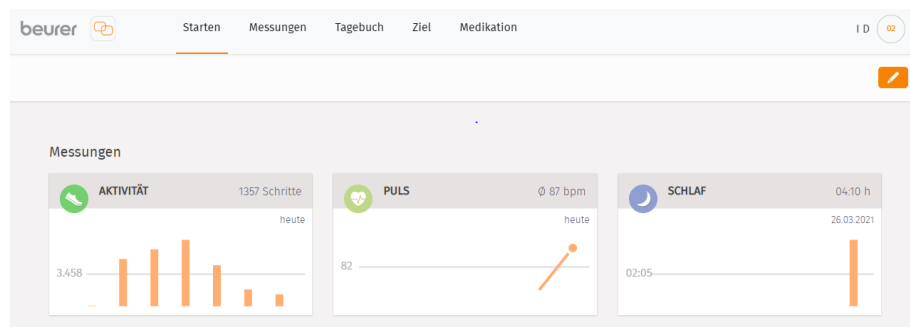 beurer
Starten Messungen Tagebuch Ziel Medikation
I D 02
Messungen
AKTIVITÄT 1357 Schritte
heute
3.458
PULS Ø 87 bpm
heute
82
SCHLAF 04:10 h
26.03.2021
02:05